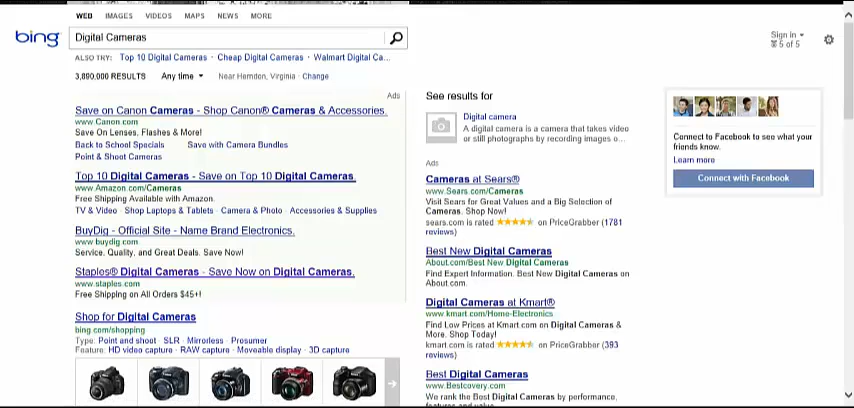 WEB IMAGES VIDEOS MAPS NEWS MORE
bing
Digital Cameras
Sign in
5 of 5
ALSO TRY: Top 10 Digital Cameras · Cheap Digital Cameras · Walmart Digital Ca...
3,890,000 RESULTS Any time Near Herndon, Virginia · Change
Ads
Save on Canon Cameras - Shop Canon® Cameras & Accessories.
www.Canon.com
Save On Lenses, Flashes & More!
Back to School Specials Save with Camera Bundles
Point & Shoot Cameras
Top 10 Digital Cameras - Save on Top 10 Digital Cameras.
www.Amazon.com/Cameras
Free Shipping Available with Amazon.
TV & Video · Shop Laptops & Tablets · Camera & Photo · Accessories & Supplies
BuyDig - Official Site - Name Brand Electronics.
www.buydig.com
Service, Quality, and Great Deals. Save Now!
Staples® Digital Cameras - Save Now on Digital Cameras.
www.staples.com
Free Shipping on All Orders $45+!
Shop for Digital Cameras
bing.com/shopping
Type: Point and shoot · SLR · Mirrorless · Prosumer
Feature: HD video capture · RAW capture · Moveable display · 3D capture
See results for
Digital camera
A digital camera is a camera that takes video
or still photographs by recording images o...
Ads
Cameras at Sears®
www.Sears.com/Cameras
Visit Sears for Great Values and a Big Selection of
Cameras. Shop Now!
sears.com is rated ★★★★★ on PriceGrabber (1781
reviews)
Best New Digital Cameras
About.com/Best New Digital Cameras
Find Expert Information. Best New Digital Cameras on
About.com.
Digital Cameras at Kmart®
www.kmart.com/Home-Electronics
Find Low Prices at Kmart.com on Digital Cameras &
More. Shop Today!
kmart.com is rated ★★★★★ on PriceGrabber (393
reviews)
Best Digital Cameras
www.Bestcovery.com
We rank the Best Digital Cameras by performance,
features and value.
Connect to Facebook to see what your
friends know.
Learn more
Connect with Facebook